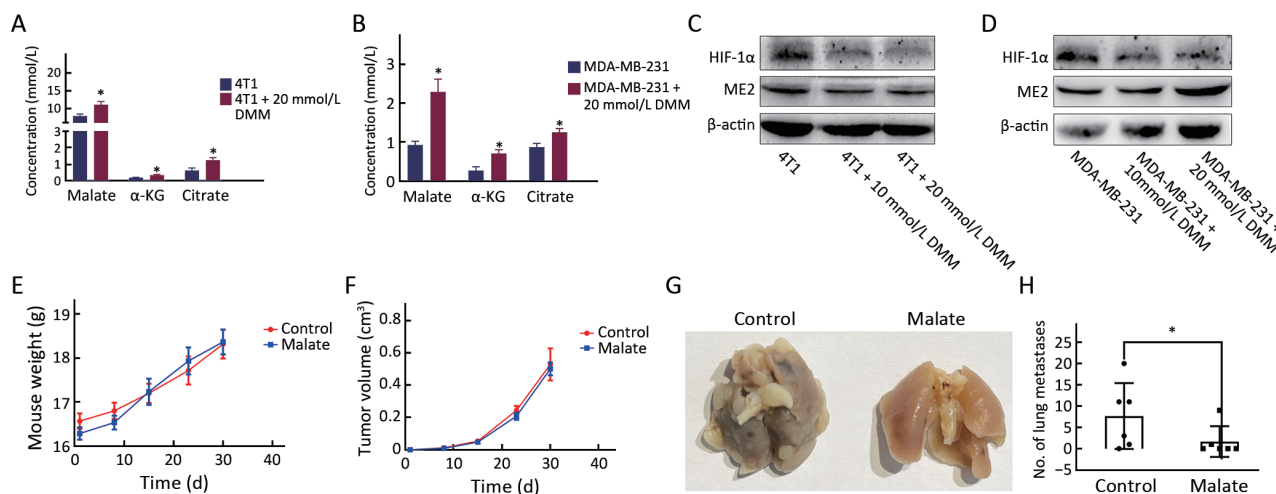 A
Concentration (mmol/L)
20
15
10
5
3
2
1
0
*
*
*
Malate
α-KG
Citrate
4T1
4T1 + 20 mmol/L
DMM
B
Concentration (mmol/L)
3
2
1
0
*
*
*
Malate
α-KG
Citrate
MDA-MB-231
MDA-MB-231 +
20 mmol/L DMM
C
HIF-1α
ME2
β-actin
4T1
4T1 + 10 mmol/L DMM
4T1 + 20 mmol/L DMM
D
HIF-1α
ME2
β-actin
MDA-MB-231
MDA-MB-231 +
10mmol/L DMM
MDA-MB-231 +
20 mmol/L DMM
E
Mouse weight (g)
19
18
17
16
0
10
20
30
40
Time (d)
Control
Malate
F
Tumor volume (cm³)
0.8
0.6
0.4
0.2
0
0
10
20
30
40
Time (d)
Control
Malate
G
Control
Malate
H
No. of lung metastases
25
20
15
10
5
0
−5
*
Control
Malate